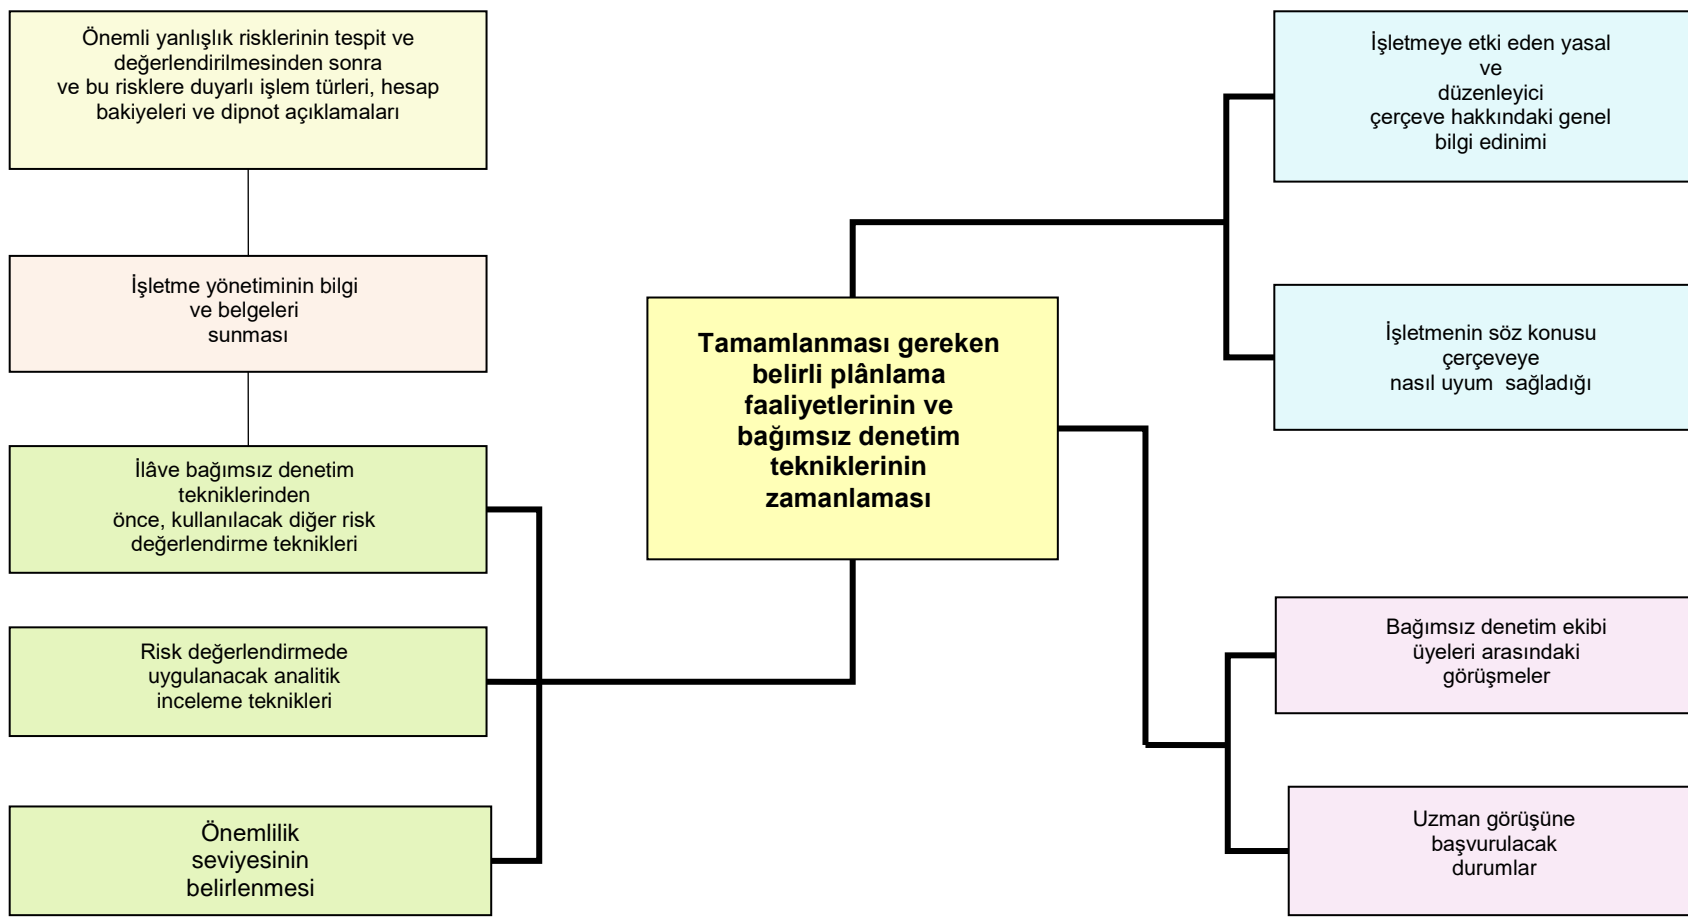 Önemli yanlışlık risklerinin tespit ve
değerlendirilmesinden sonra
ve bu risklere duyarlı işlem türleri, hesap
bakiyeleri ve dipnot açıklamaları
İşletme yönetiminin bilgi
ve belgeleri
sunması
İlâve bağımsız denetim
tekniklerinden
önce, kullanılacak diğer risk
değerlendirme teknikleri
Risk değerlendirmede
uygulanacak analitik
inceleme teknikleri
Önemlilik
seviyesinin
belirlenmesi
Tamamlanması gereken
belirli plânlama
faaliyetlerinin ve
bağımsız denetim
tekniklerinin
zamanlaması
İşletmeye etki eden yasal
ve
düzenleyici
çerçeve hakkındaki genel
bilgi edinimi
İşletmenin söz konusu
çerçeveye
nasıl uyum  sağladığı
Bağımsız denetim ekibi
üyeleri arasındaki
görüşmeler
Uzman görüşüne
başvurulacak
durumlar